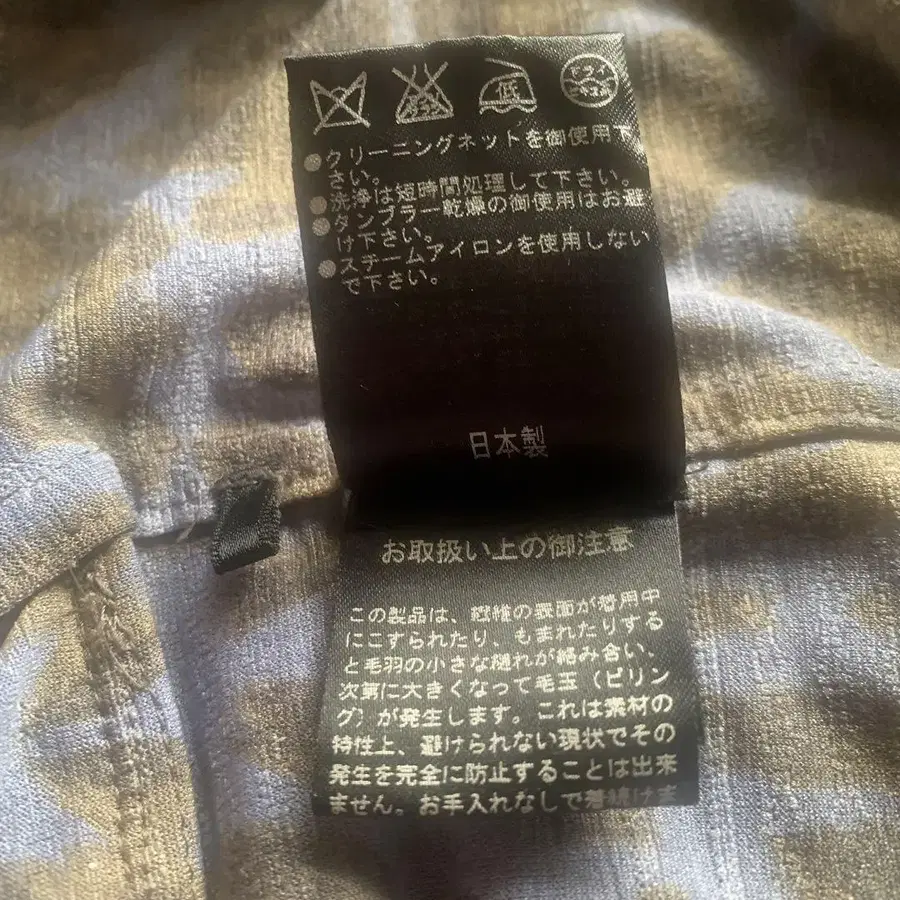 低
ドライ
セキユ系
●クリーニングネットを御使用下
さい。
●洗浄は短時間処理して下さい。
●タンブラー乾燥の御使用はお避
け下さい。
●スチームアイロンを使用しない
で下さい。
日本製
お取扱い上の御注意
この製品は、繊維の表面が着用中
にこすられたり、もまれたりする
と毛羽の小さな隠れが絡み合い、
次第に大きくなって毛玉（ピリン
グ）が発生します。これは素材の
特性上、避けられない現状でその
発生を完全に防止することは出来
ません。お手入れなしで着続けま